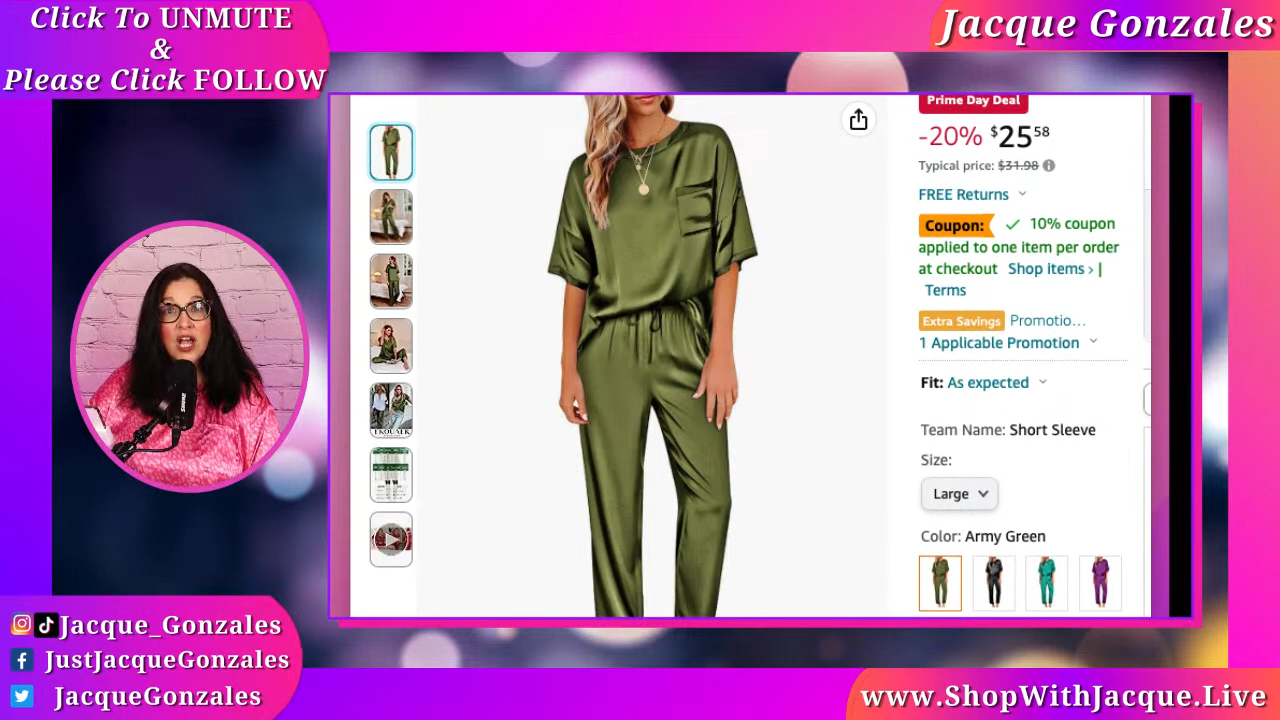 Click To UNMUTE
&
Please Click FOLLOW
Jacque Gonzales
Prime Day Deal
-20% $25 58
Typical price: $31.98
FREE Returns
Coupon: 10% coupon
applied to one item per order
at checkout Shop items › |
Terms
Extra Savings Promotio...
1 Applicable Promotion
Fit: As expected
Team Name: Short Sleeve
Size:
Large
Color: Army Green
EKOUAER
SHURE
Jacque_Gonzales
JustJacqueGonzales
JacqueGonzales
www.ShopWithJacque.Live